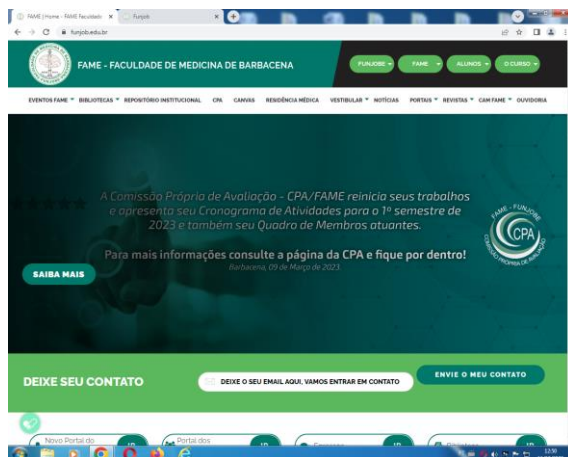 FAME | Home - FAME Faculdade
Funjob
funjob.edu.br
FAME - FACULDADE DE MEDICINA DE BARBACENA
FUNJOBE
FAME
ALUNOS
O CURSO
EVENTOS FAME
BIBLIOTECAS
REPOSITÓRIO INSTITUCIONAL
CPA
CANVAS
RESIDÊNCIA MÉDICA
VESTIBULAR
NOTÍCIAS
PORTAIS
REVISTAS
CAM FAME
OUVIDORIA
A Comissão Própria de Avaliação - CPA/FAME reinicia seus trabalhos
e apresenta seu Cronograma de Atividades para o 1º semestre de
2023 e também seu Quadro de Membros atuantes.
Para mais informações consulte a página da CPA e fique por dentro!
Barbacena, 09 de Março de 2023.
SAIBA MAIS
FAME - FUNJOBE
CPA
COMISSÃO PRÓPRIA DE AVALIAÇÃO
DEIXE SEU CONTATO
DEIXE O SEU EMAIL AQUI, VAMOS ENTRAR EM CONTATO
ENVIE O MEU CONTATO
Novo Portal do
Portal dos
12:50